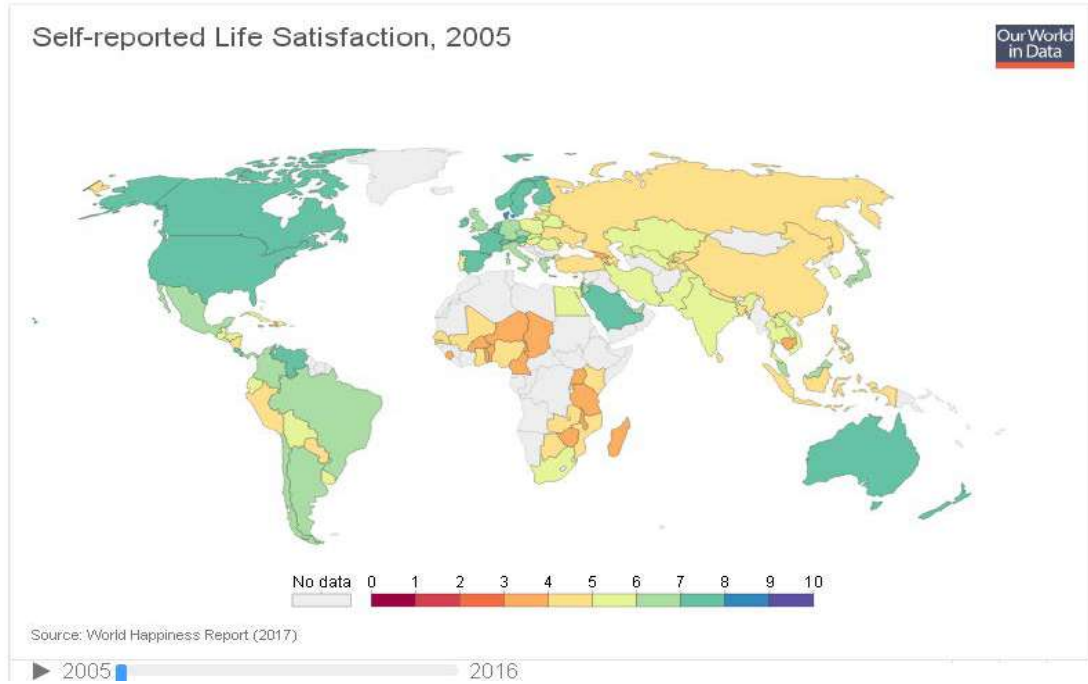 Self-reported Life Satisfaction, 2005
Our World
in Data
No data 0 1 2 3 4 5 6 7 8 9 10
Source: World Happiness Report (2017)
2005 2016